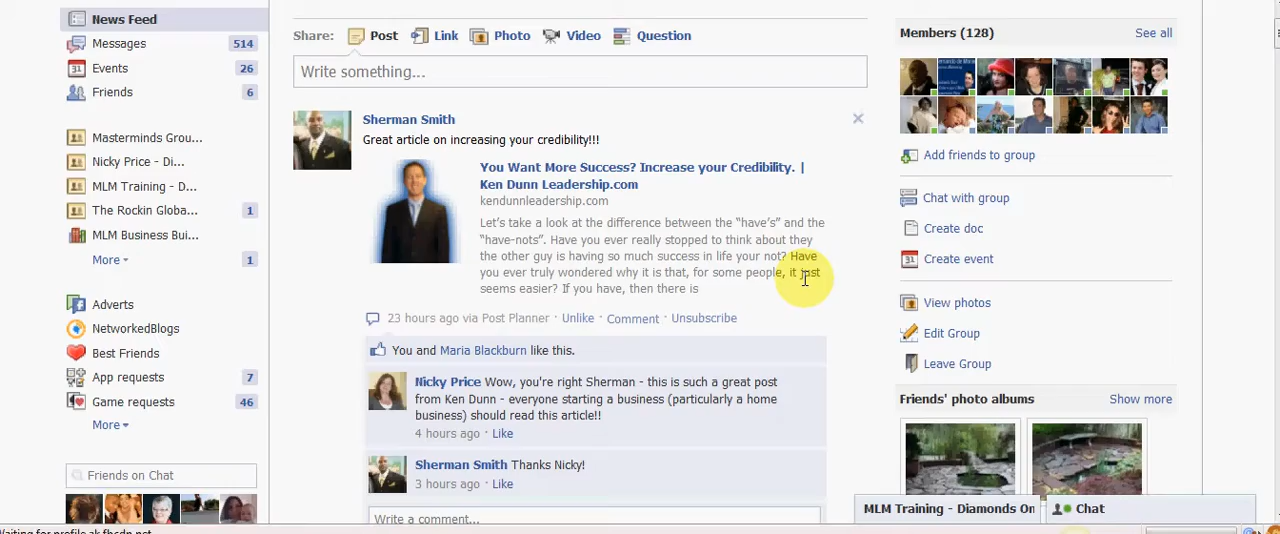 News Feed
Messages 514
Events 26
Friends 6
Masterminds Grou...
Nicky Price - Di...
MLM Training - D...
The Rockin Globa... 1
MLM Business Bui...
More 1
Adverts
NetworkedBlogs
Best Friends
App requests 7
Game requests 46
More
Friends on Chat
Share: Post Link Photo Video Question
Write something...
Sherman Smith
Great article on increasing your credibility!!!
You Want More Success? Increase your Credibility. |
Ken Dunn Leadership.com
kendunnleadership.com
Let's take a look at the difference between the "have's" and the
"have-nots". Have you ever really stopped to think about they
the other guy is having so much success in life your not? Have
you ever truly wondered why it is that, for some people, it just
seems easier? If you have, then there is
23 hours ago via Post Planner · Unlike · Comment · Unsubscribe
You and Maria Blackburn like this.
Nicky Price Wow, you're right Sherman - this is such a great post
from Ken Dunn - everyone starting a business (particularly a home
business) should read this article!!
4 hours ago · Like
Sherman Smith Thanks Nicky!
3 hours ago · Like
Write a comment...
Members (128) See all
Add friends to group
Chat with group
Create doc
31 Create event
View photos
Edit Group
Leave Group
Friends' photo albums Show more
MLM Training - Diamonds On
Chat